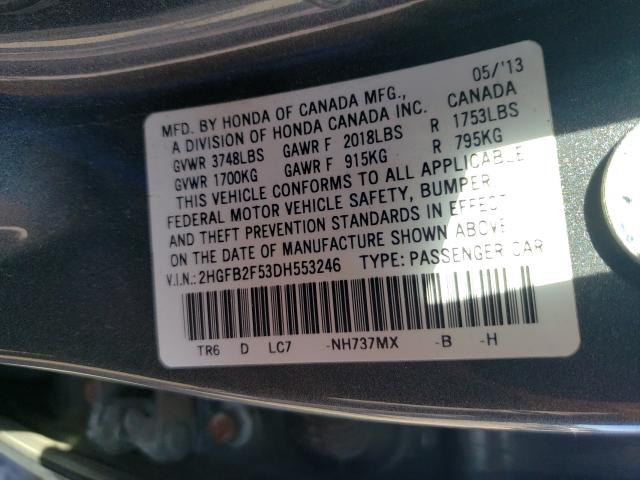 05/'13
MFD. BY HONDA OF CANADA MFG., CANADA
A DIVISION OF HONDA CANADA INC.
GVWR 3748LBS GAWR F 2018LBS R 1753LBS
GVWR 1700KG GAWR F 915KG R 795KG
THIS VEHICLE CONFORMS TO ALL APPLICABLE
FEDERAL MOTOR VEHICLE SAFETY, BUMPER,
AND THEFT PREVENTION STANDARDS IN EFFECT
ON THE DATE OF MANUFACTURE SHOWN ABOVE
V.I.N.: 2HGFB2F53DH553246 TYPE: PASSENGER CAR
TR6 D LC7 -NH737MX -B -H